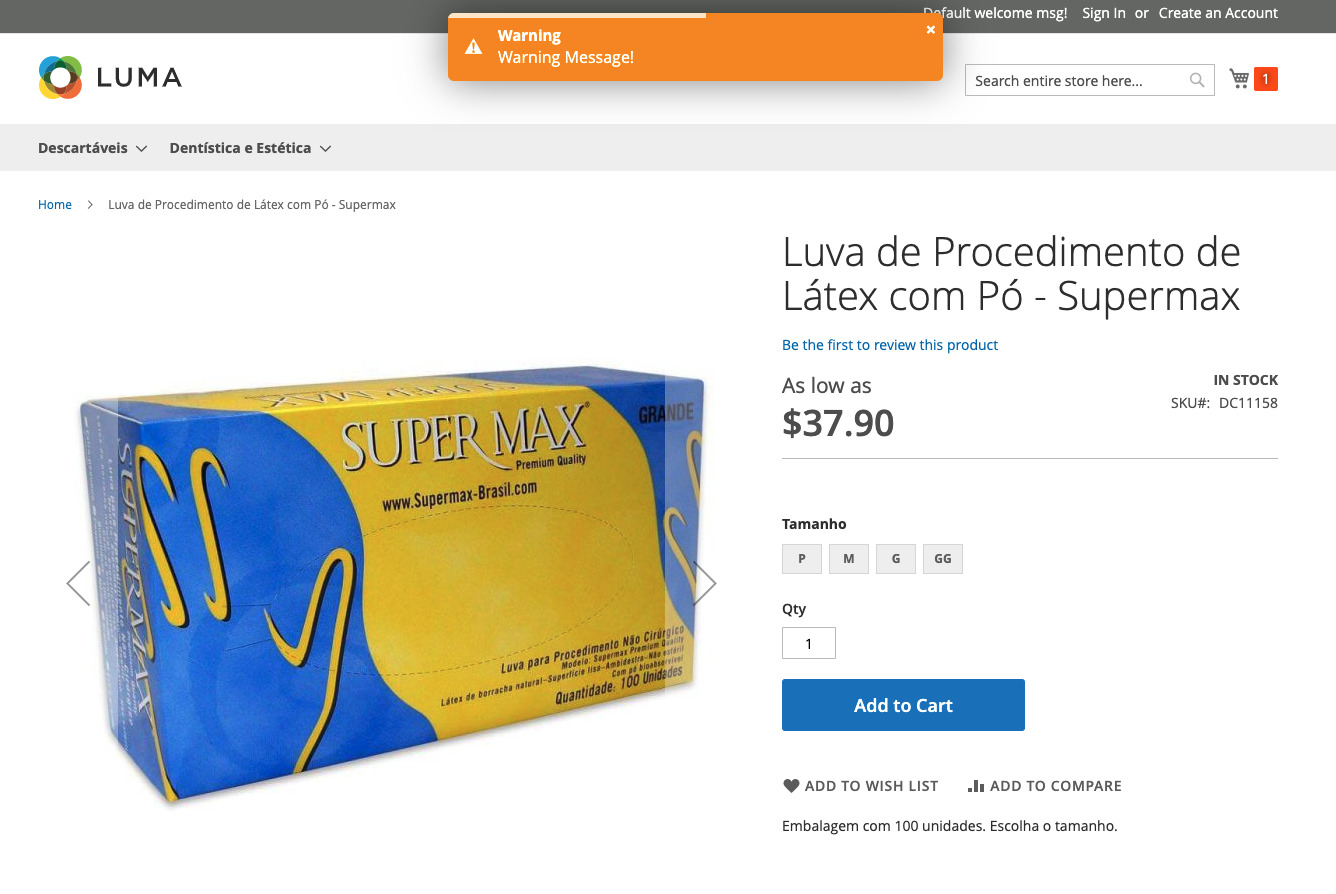 Default welcome msg! Sign In or Create an Account
Warning
Warning Message!
LUMA
Search entire store here...
1
Descartáveis
Dentística e Estética
Home
Luva de Procedimento de Látex com Pó - Supermax
Luva de Procedimento de
Látex com Pó - Supermax
Be the first to review this product
As low as
$37.90
IN STOCK
SKU#: DC11158
Tamanho
P M G GG
Qty
1
Add to Cart
ADD TO WISH LIST
ADD TO COMPARE
Embalagem com 100 unidades. Escolha o tamanho.
SUPER MAX
GRANDE
SUPER MAX®
Premium Quality
www.Supermax-Brasil.com
SUPERMAX
Luva para Procedimento Não Cirúrgico
Modelo: Supermax Premium Quality
Látex de borracha natural-Superfície lisa-Ambidestra-Não estéril
Com pó bioabsorvível
Quantidade: 100 Unidades